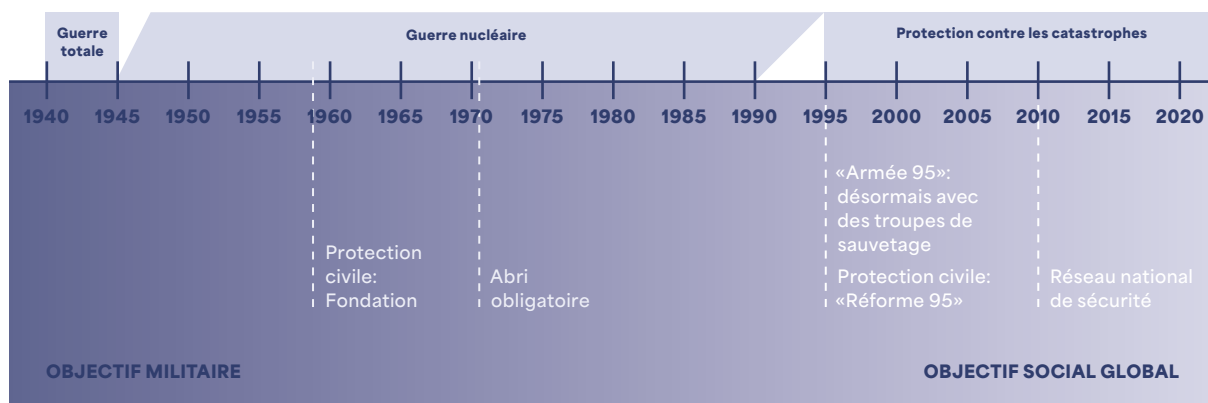 Guerre
totale
Guerre nucléaire
Protection contre les catastrophes
1940 1945 1950 1955 1960 1965 1970 1975 1980 1985 1990 1995 2000 2005 2010 2015 2020
«Armée 95»:
désormais avec
des troupes de
sauvetage
Protection
civile:
Fondation
Abri
obligatoire
Protection civile:
«Réforme 95»
Réseau national
de sécurité
OBJECTIF MILITAIRE
OBJECTIF SOCIAL GLOBAL